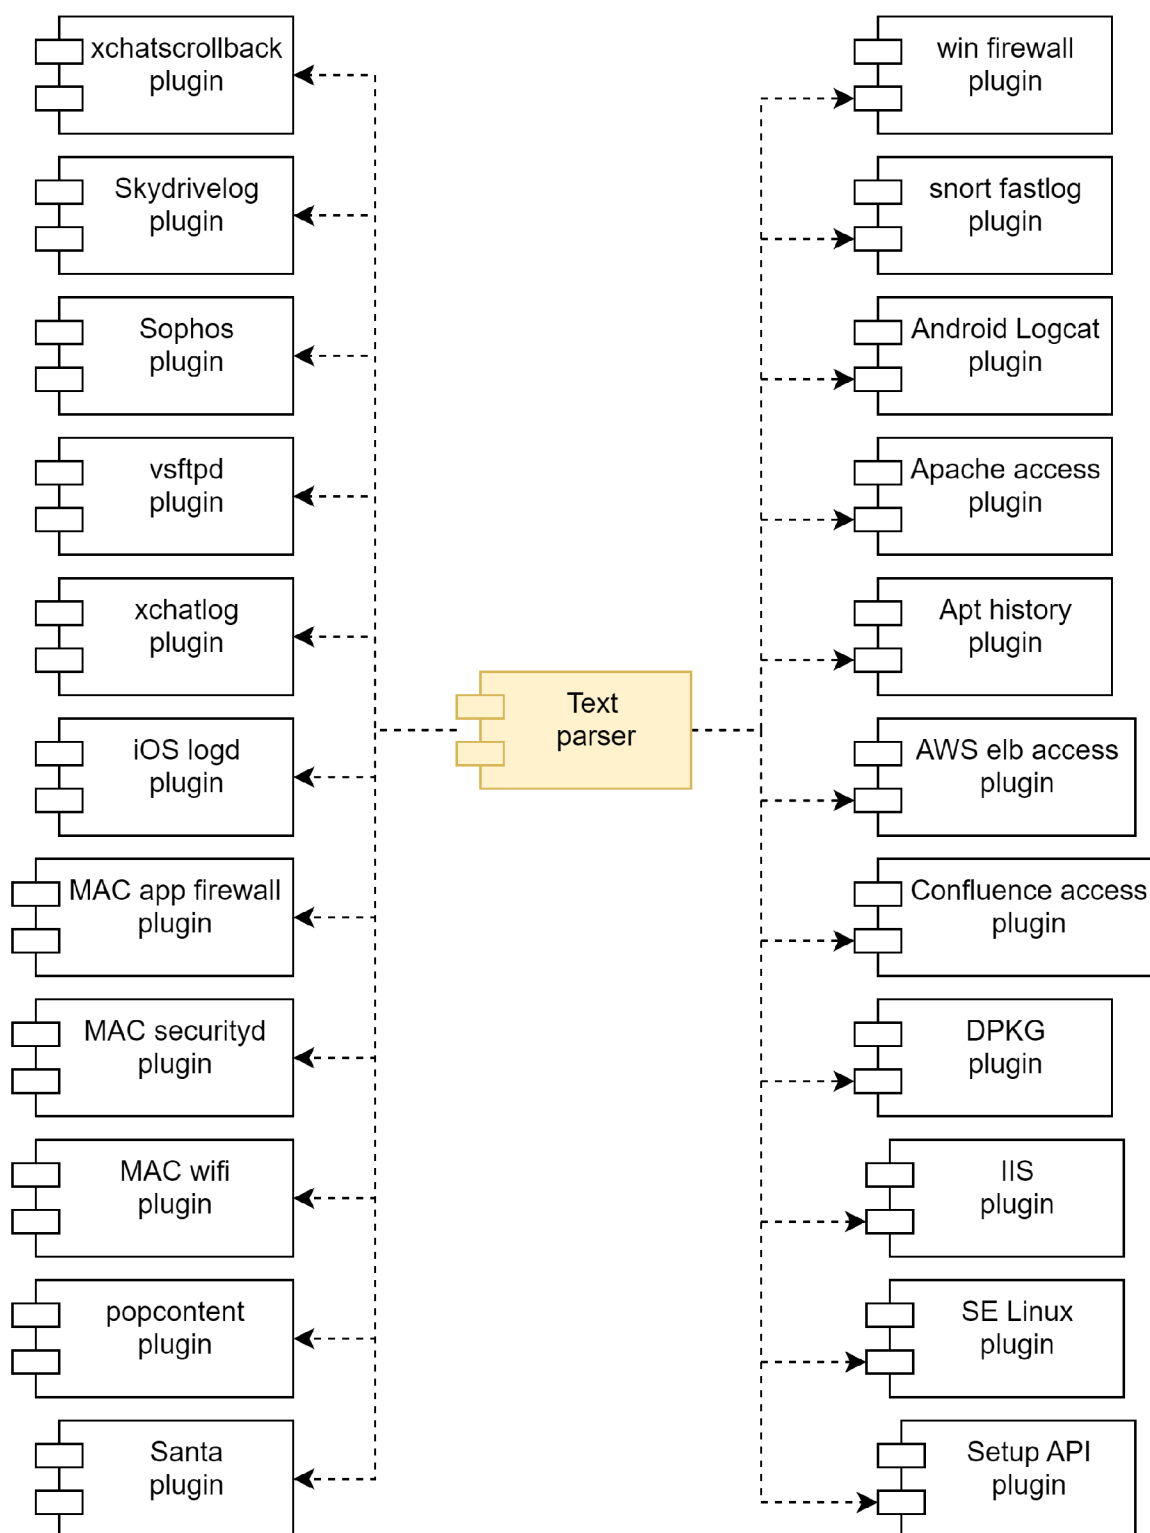 xchatscrollback
plugin
Skydrivelog
plugin
Sophos
plugin
vsftpd
plugin
xchatlog
plugin
iOS logd
plugin
MAC app firewall
plugin
MAC securityd
plugin
MAC wifi
plugin
popcontent
plugin
Santa
plugin
Text
parser
win firewall
plugin
snort fastlog
plugin
Android Logcat
plugin
Apache access
plugin
Apt history
plugin
AWS elb access
plugin
Confluence access
plugin
DPKG
plugin
IIS
plugin
SE Linux
plugin
Setup API
plugin